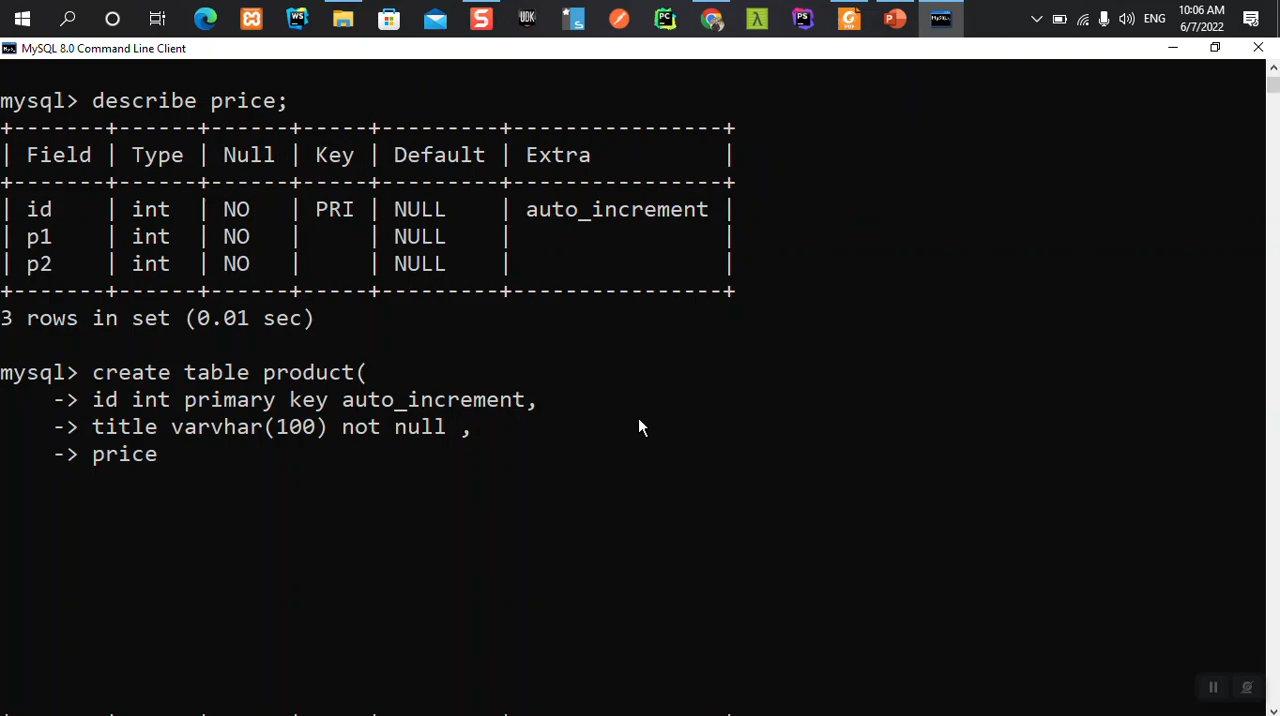 ENG
10:06 AM
6/7/2022
MySQL 8.0 Command Line Client
mysql> describe price;
+-------+------+------+-----+---------+----------------+
| Field | Type | Null | Key | Default | Extra          |
+-------+------+------+-----+---------+----------------+
| id    | int  | NO   | PRI | NULL    | auto_increment |
| p1    | int  | NO   |     | NULL    |                |
| p2    | int  | NO   |     | NULL    |                |
+-------+------+------+-----+---------+----------------+
3 rows in set (0.01 sec)
mysql> create table product(
    -> id int primary key auto_increment,
    -> title varvhar(100) not null ,
    -> price